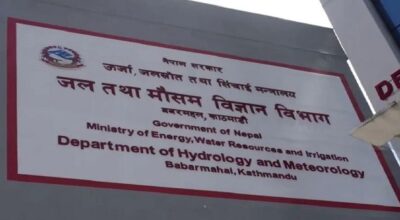 नेपाल सरकार
ऊर्जा, जलस्रोत तथा सिंचाई मन्त्रालय
जल तथा मौसम विज्ञान विभाग
बबरमहल, काठमाडौं
Government of Nepal
Ministry of Energy, Water Resources and Irrigation
Department of Hydrology and Meteorology
Babarmahal, Kathmandu
DE